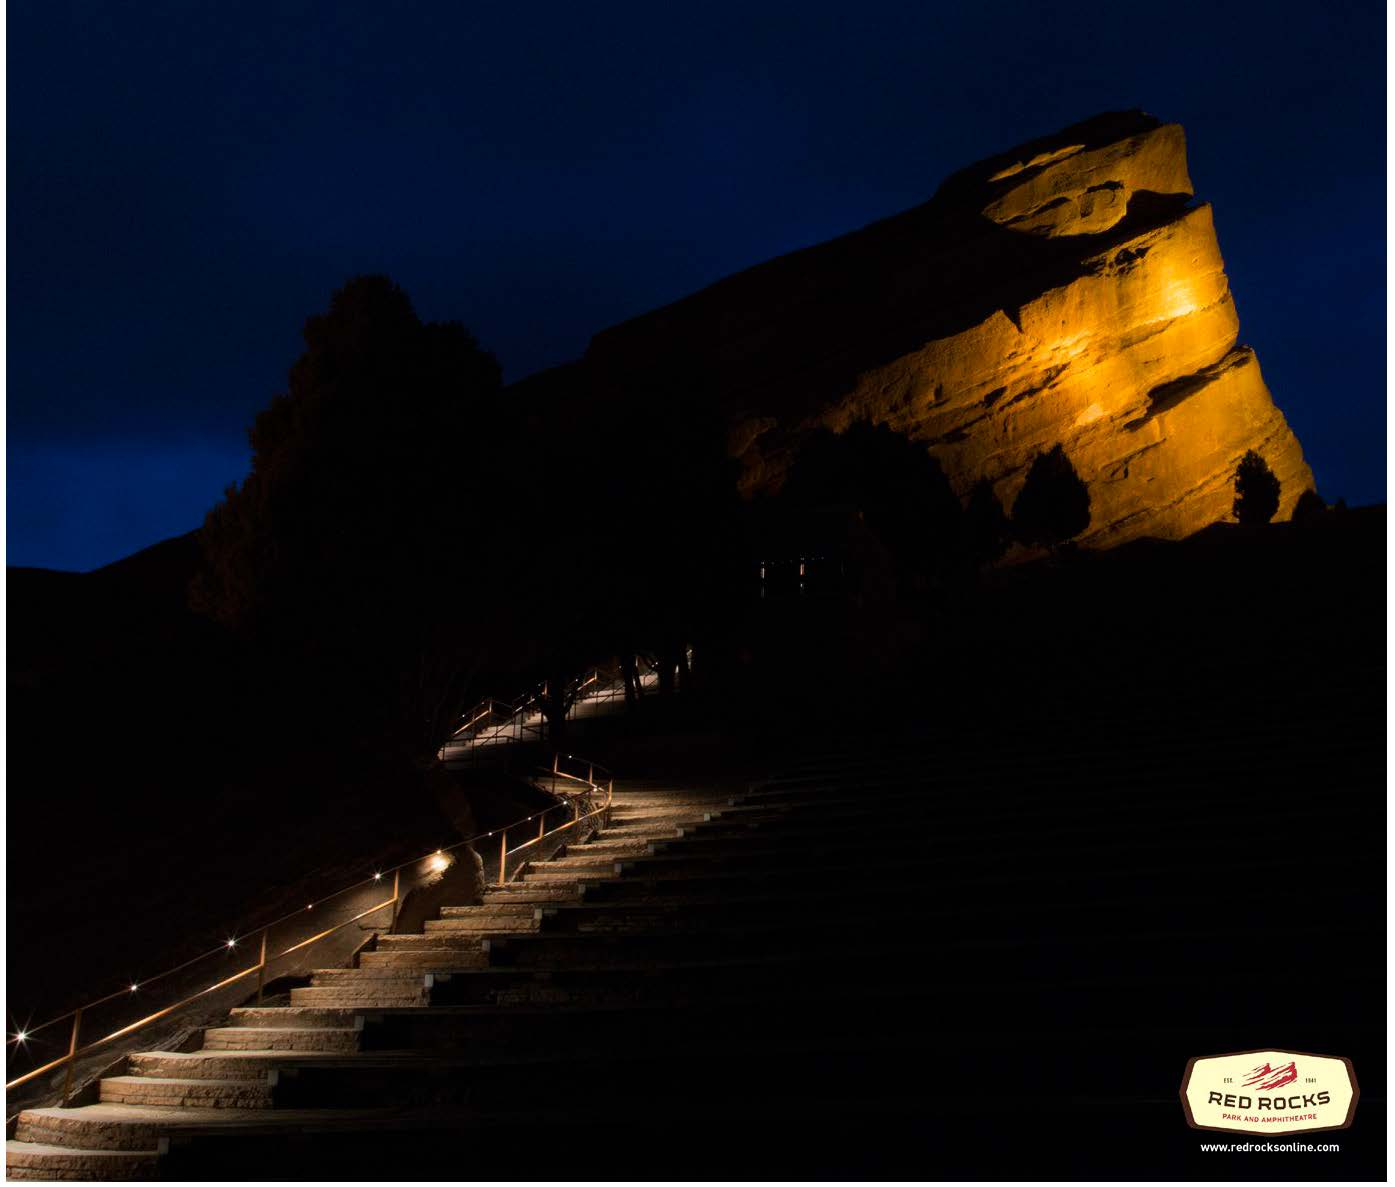 EST. 1941
RED ROCKS
PARK AND AMPHITHEATRE
www.redrocksonline.com